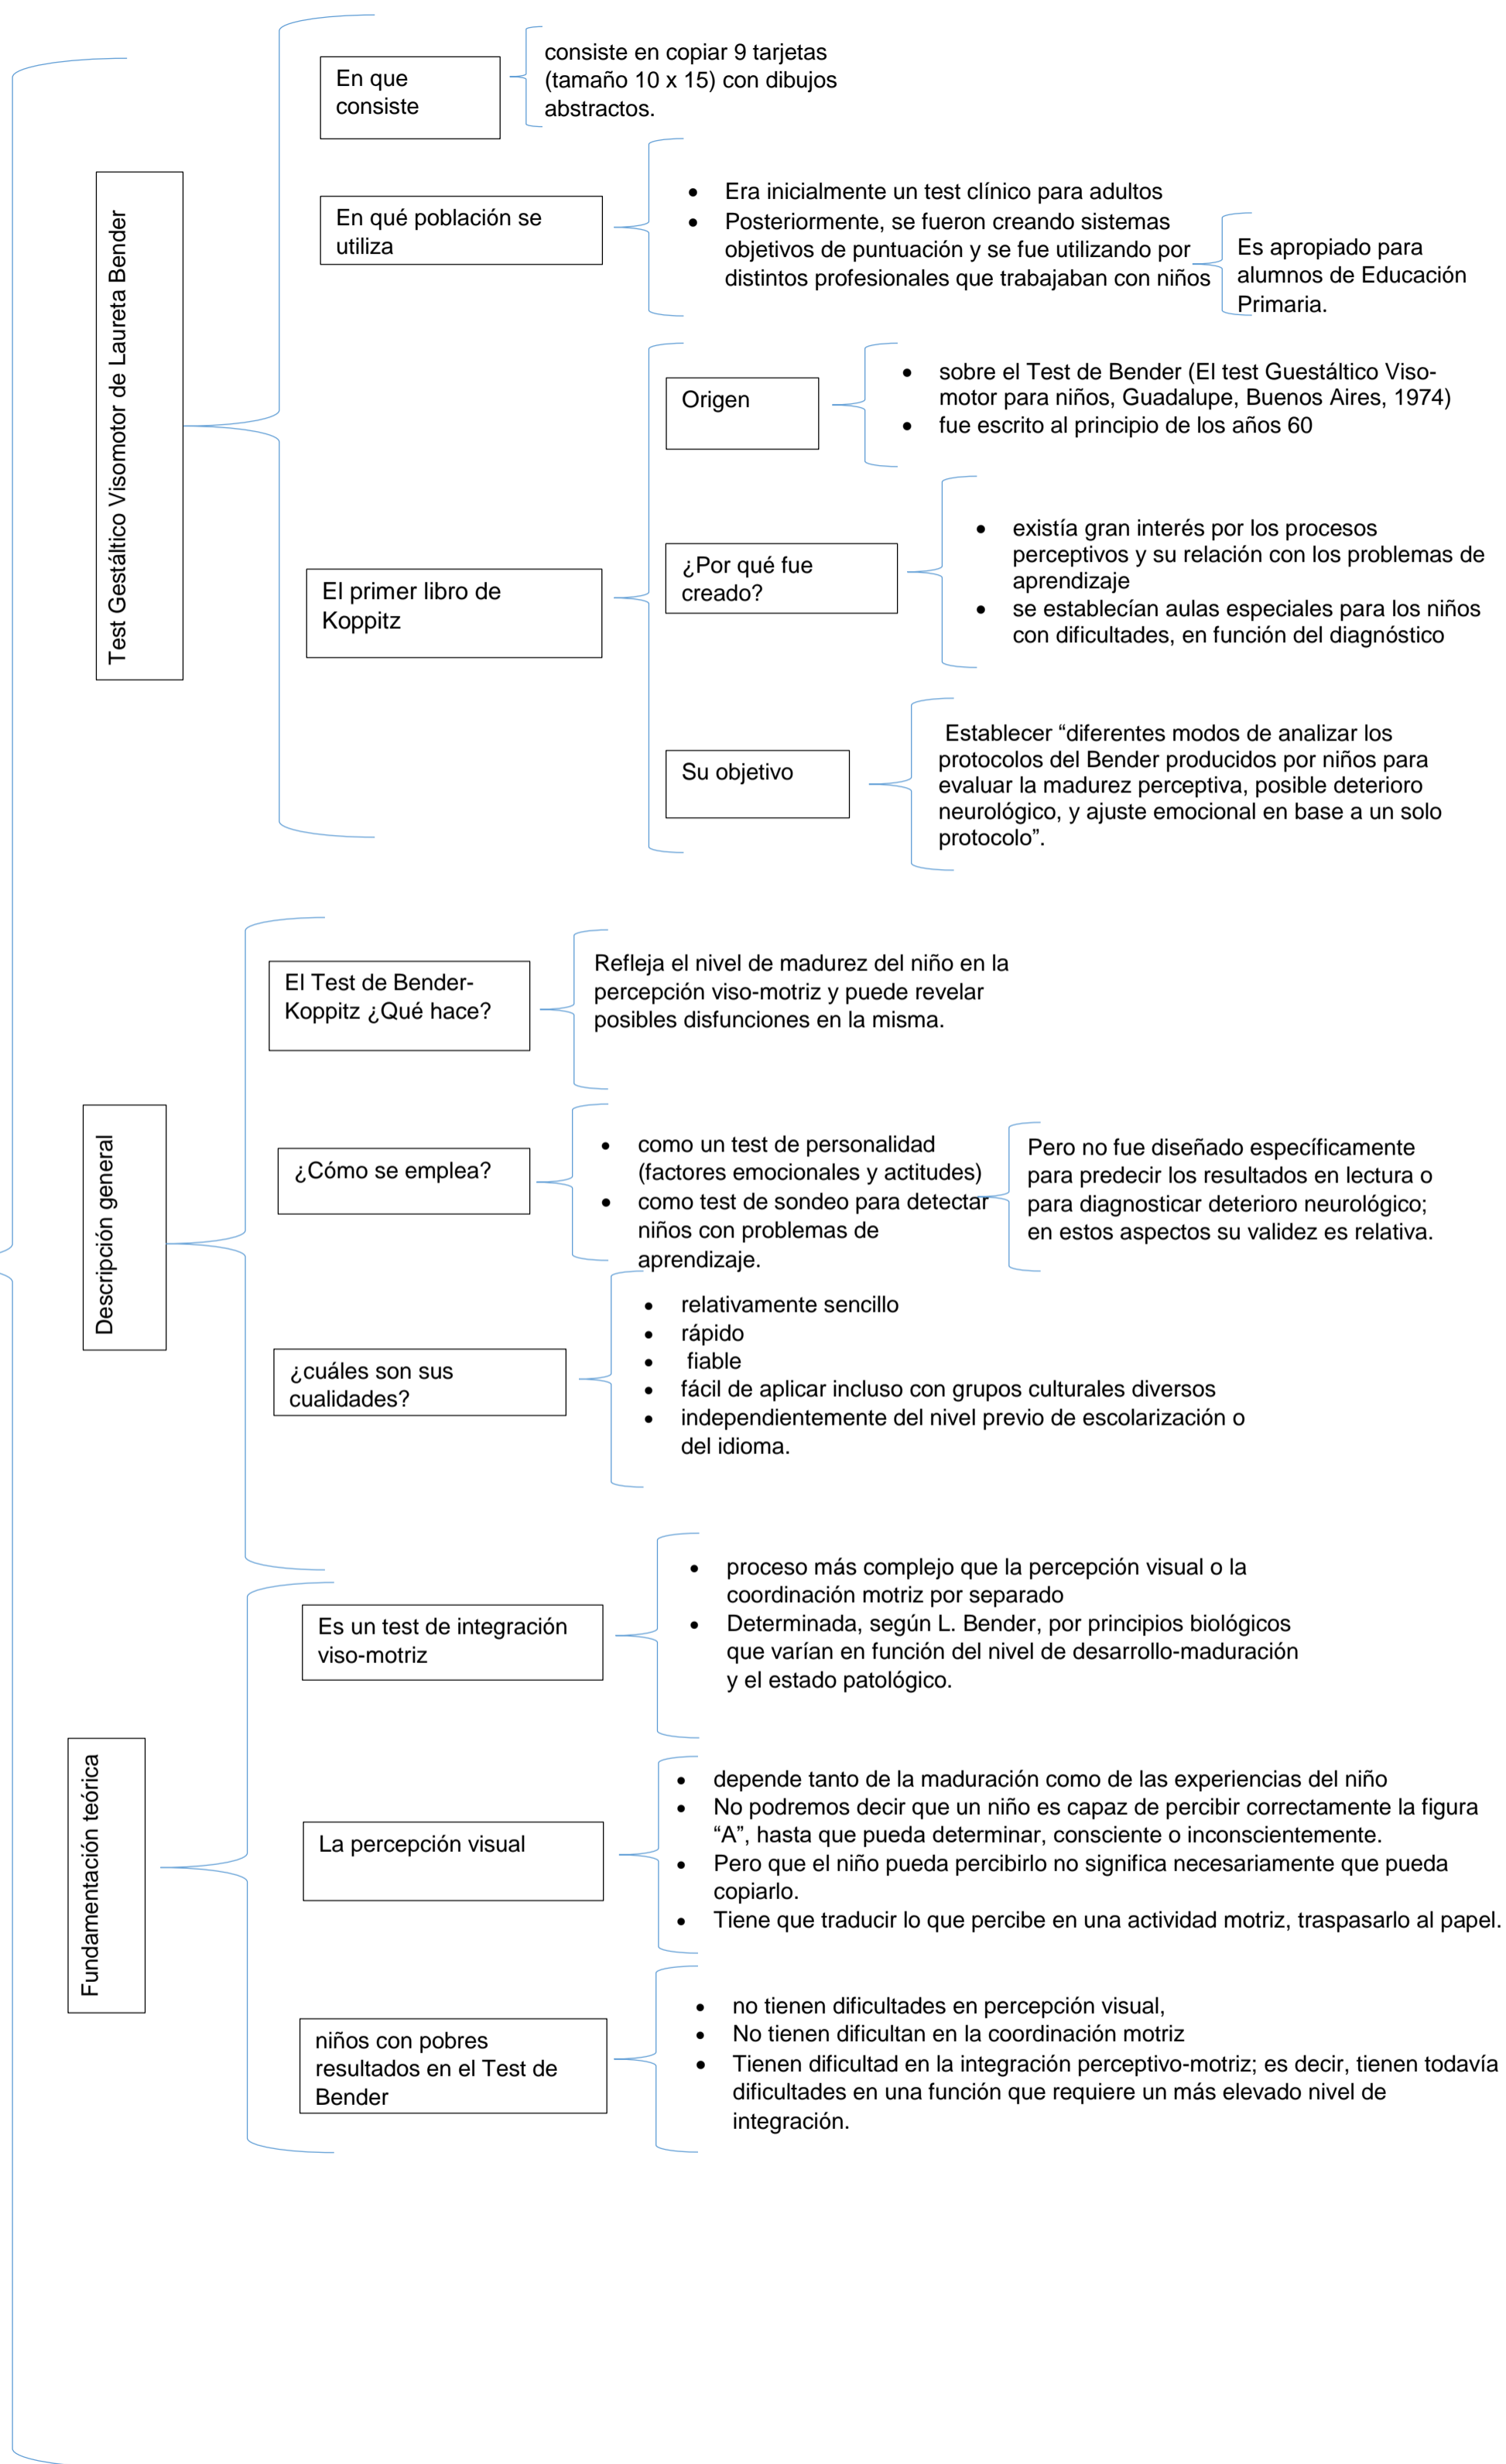 Test Gestáltico Visomotor de Laureta Bender
En que
consiste
consiste en copiar 9 tarjetas
(tamaño 10 x 15) con dibujos
abstractos.
En qué población se
utiliza
• Era inicialmente un test clínico para adultos
• Posteriormente, se fueron creando sistemas
objetivos de puntuación y se fue utilizando por
distintos profesionales que trabajaban con niños
Es apropiado para
alumnos de Educación
Primaria.
El primer libro de
Koppitz
Origen
• sobre el Test de Bender (El test Guestáltico Viso-
motor para niños, Guadalupe, Buenos Aires, 1974)
• fue escrito al principio de los años 60
¿Por qué fue
creado?
• existía gran interés por los procesos
perceptivos y su relación con los problemas de
aprendizaje
• se establecían aulas especiales para los niños
con dificultades, en función del diagnóstico
Su objetivo
Establecer “diferentes modos de analizar los
protocolos del Bender producidos por niños para
evaluar la madurez perceptiva, posible deterioro
neurológico, y ajuste emocional en base a un solo
protocolo”.
Descripción general
El Test de Bender-
Koppitz ¿Qué hace?
Refleja el nivel de madurez del niño en la
percepción viso-motriz y puede revelar
posibles disfunciones en la misma.
¿Cómo se emplea?
• como un test de personalidad
(factores emocionales y actitudes)
• como test de sondeo para detectar
niños con problemas de
aprendizaje.
Pero no fue diseñado específicamente
para predecir los resultados en lectura o
para diagnosticar deterioro neurológico;
en estos aspectos su validez es relativa.
¿cuáles son sus
cualidades?
• relativamente sencillo
• rápido
• fiable
• fácil de aplicar incluso con grupos culturales diversos
• independientemente del nivel previo de escolarización o
del idioma.
Fundamentación teórica
Es un test de integración
viso-motriz
• proceso más complejo que la percepción visual o la
coordinación motriz por separado
• Determinada, según L. Bender, por principios biológicos
que varían en función del nivel de desarrollo-maduración
y el estado patológico.
La percepción visual
• depende tanto de la maduración como de las experiencias del niño
• No podremos decir que un niño es capaz de percibir correctamente la figura
“A”, hasta que pueda determinar, consciente o inconscientemente.
• Pero que el niño pueda percibirlo no significa necesariamente que pueda
copiarlo.
• Tiene que traducir lo que percibe en una actividad motriz, traspasarlo al papel.
niños con pobres
resultados en el Test de
Bender
• no tienen dificultades en percepción visual,
• No tienen dificultan en la coordinación motriz
• Tienen dificultad en la integración perceptivo-motriz; es decir, tienen todavía
dificultades en una función que requiere un más elevado nivel de
integración.